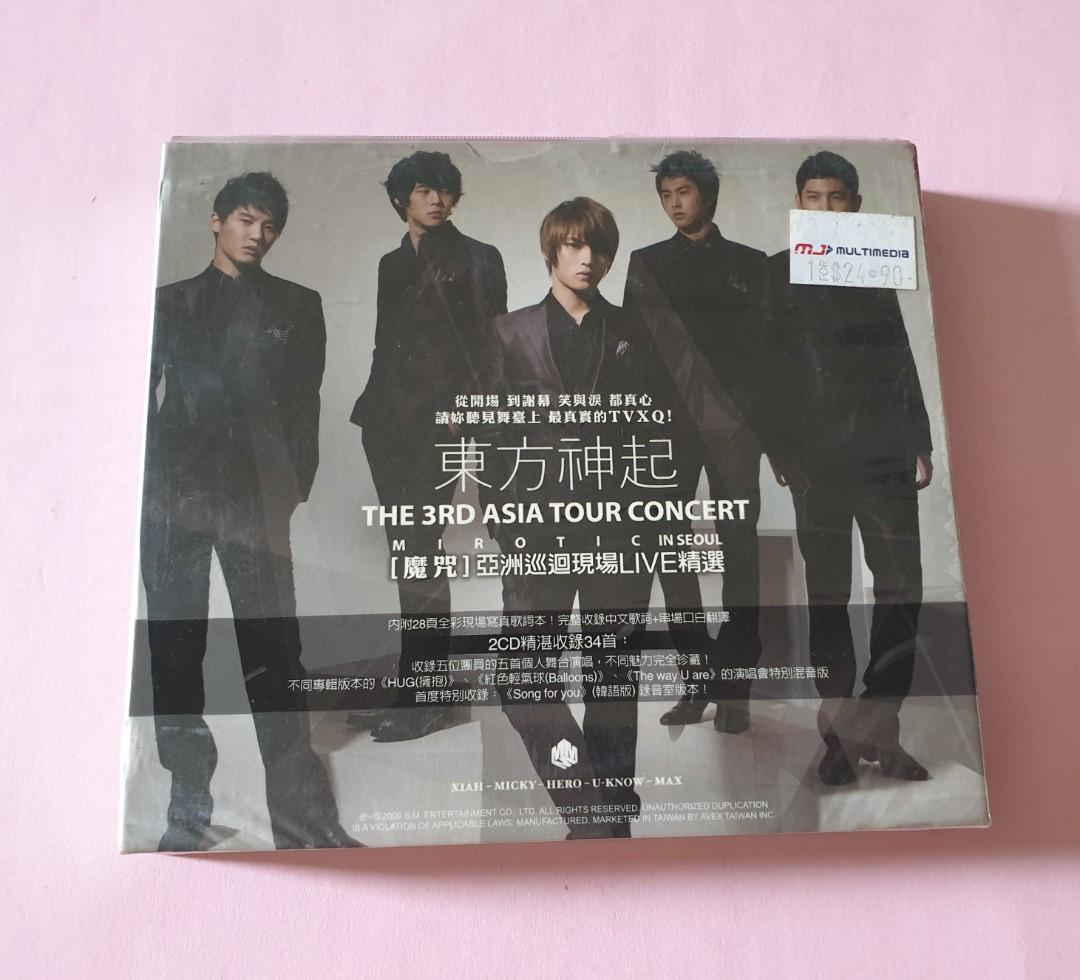 MJ MULTIMEDIA
$24.90
從開場 到謝幕 笑與淚 都真心
請妳聽見舞臺上 最真實的TVXQ!
東方神起
THE 3RD ASIA TOUR CONCERT
MIROTIC IN SEOUL
[魔咒]亞洲巡迴現場LIVE精選
內附28頁全彩現場寫真歌詞本！完整收錄中文歌詞+串場口白翻譯
2CD精湛收錄34首：
收錄五位團員的五首個人舞台演唱，不同魅力完全珍藏！
不同專輯版本的《HUG(擁抱)》、《紅色輕氣球(Balloons)》、《The way U are》的演唱會特別混音版
首度特別收錄：《Song for you》(韓語版) 錄音室版本！
XIAH – MICKY – HERO – U-KNOW – MAX
℗+© 2009 S.M. ENTERTAINMENT CO., LTD. ALL RIGHTS RESERVED. UNAUTHORIZED DUPLICATION
IS A VIOLATION OF APPLICABLE LAWS. MANUFACTURED, MARKETED IN TAIWAN BY AVEX TAIWAN INC.